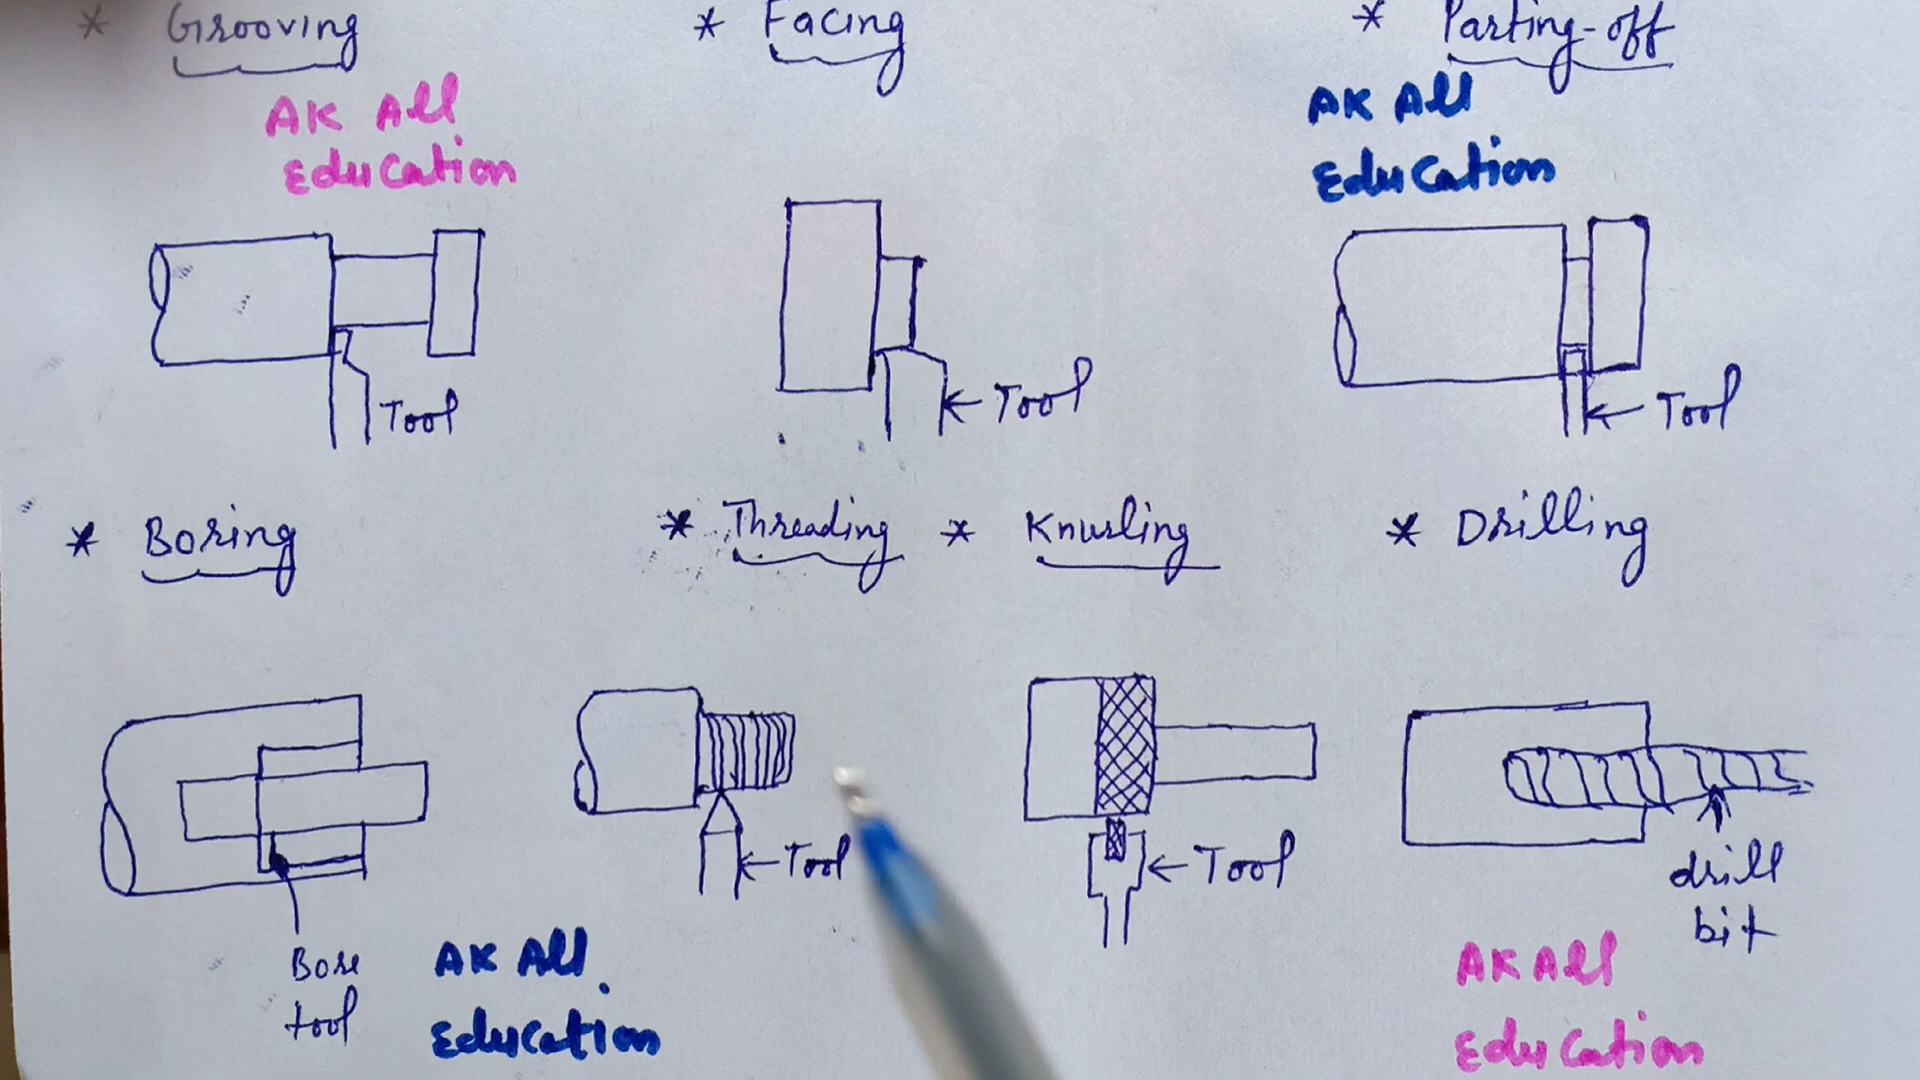 * Grooving
* Facing
* Parting-off
AK All
Education
AK All
Education
Tool
Tool
Tool
* Boring
* Threading
* Knurling
* Drilling
Tool
Tool
drill
bit
Bore
tool
AK All
Education
AK All
Education